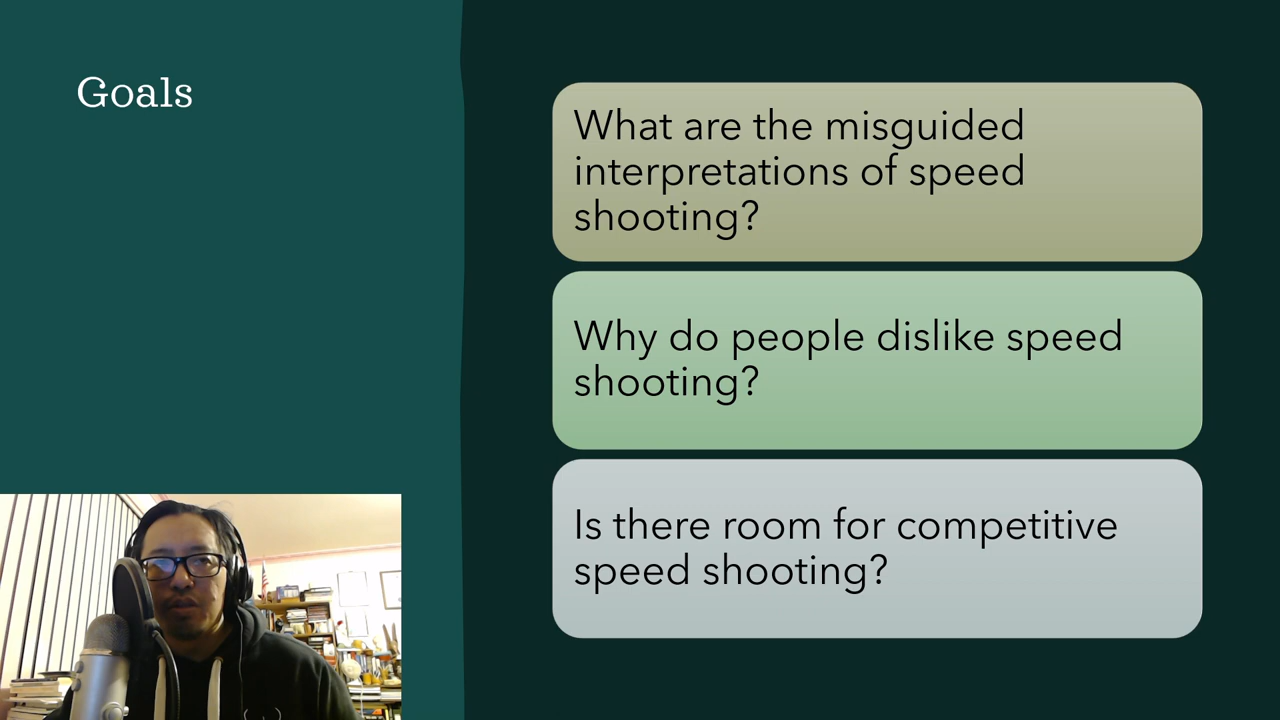 Goals
What are the misguided
interpretations of speed
shooting?
Why do people dislike speed
shooting?
Is there room for competitive
speed shooting?